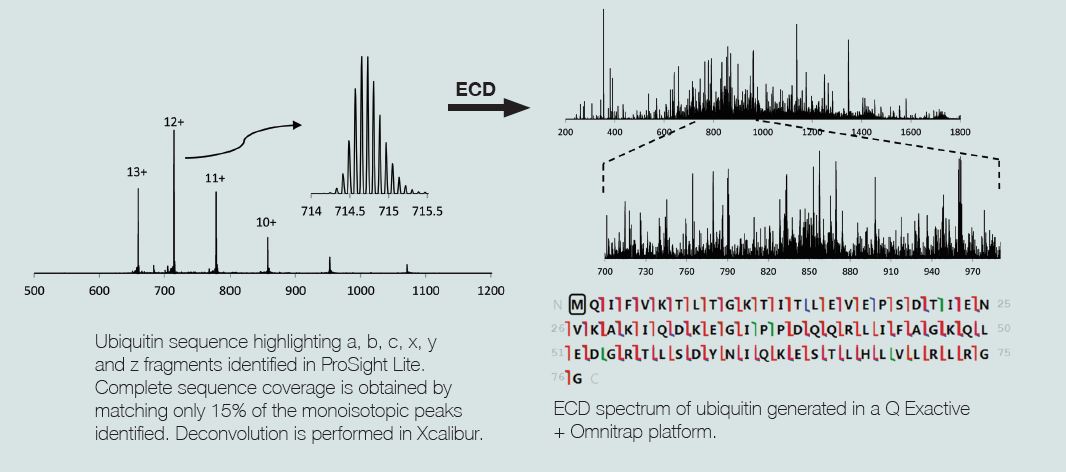 12+
13+
11+
10+
500 600 700 800 900 1000 1100 1200
714 714.5 715 715.5
ECD
200 400 600 800 1000 1200 1400 1600 1800
700 730 760 790 820 850 880 910 940 970
N M Q I F V K T L T G K T I T L E V E P S D T I E N 25
26 V K A K I Q D K E G I P P D Q Q R L I F A G K Q L 50
51 E D G R T L S D Y N I Q K E S T L H L V L R L R G 75
76 G C
Ubiquitin sequence highlighting a, b, c, x, y
and z fragments identified in ProSight Lite.
Complete sequence coverage is obtained by
matching only 15% of the monoisotopic peaks
identified. Deconvolution is performed in Xcalibur.
ECD spectrum of ubiquitin generated in a Q Exactive
+ Omnitrap platform.